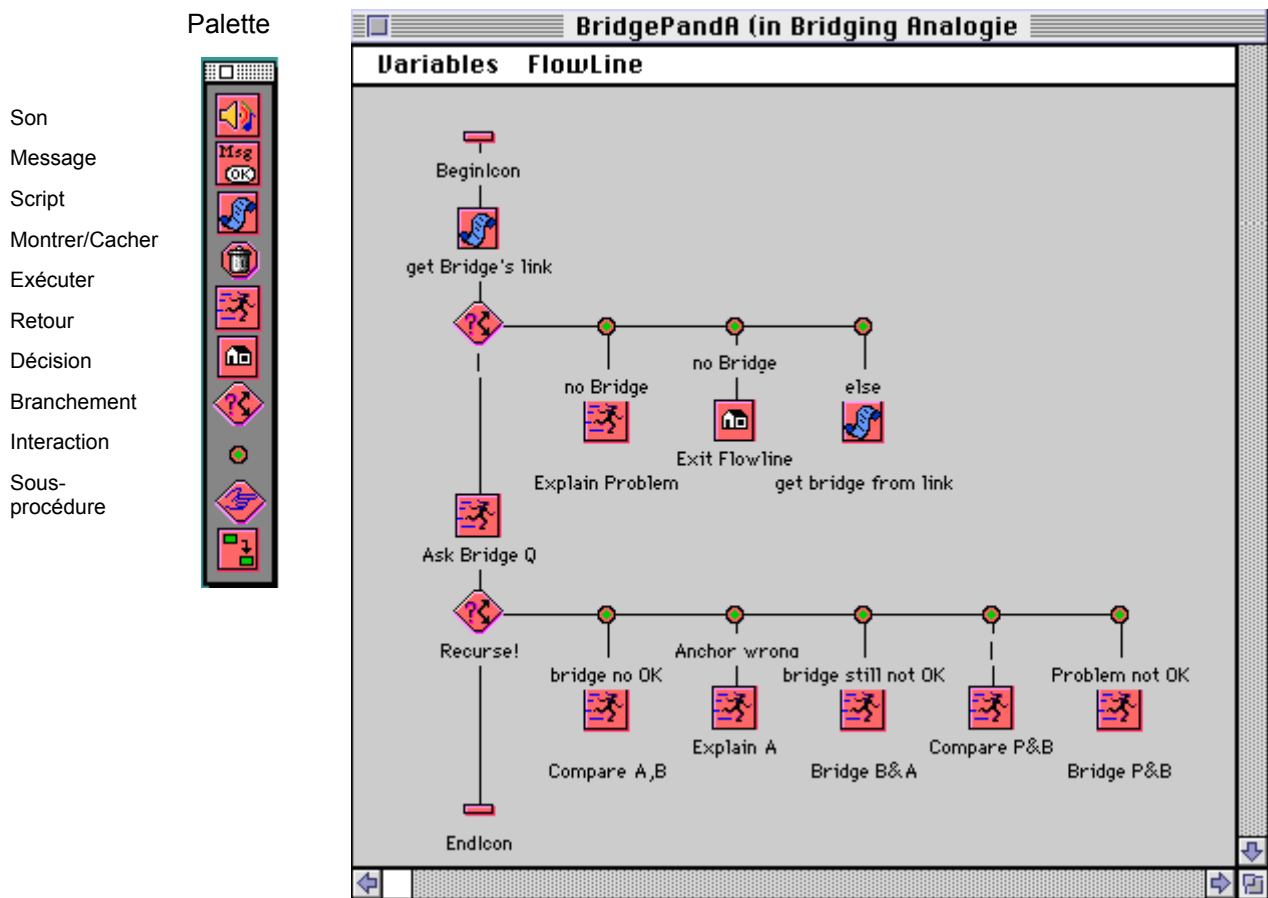 Palette
Son
Message
Script
Montrer/Cacher
Exécuter
Retour
Décision
Branchement
Interaction
Sous-
procédure
Msg
OK
BridgePandA (in Bridging Analogie
Variables FlowLine
BeginIcon
get Bridge's link
no Bridge
no Bridge
else
Exit Flowline
Explain Problem
get bridge from link
Ask Bridge Q
Recurse!
Anchor wrong
bridge no OK
bridge still not OK
Problem not OK
Explain A
Compare P&B
Compare A,B
Bridge B&A
Bridge P&B
EndIcon